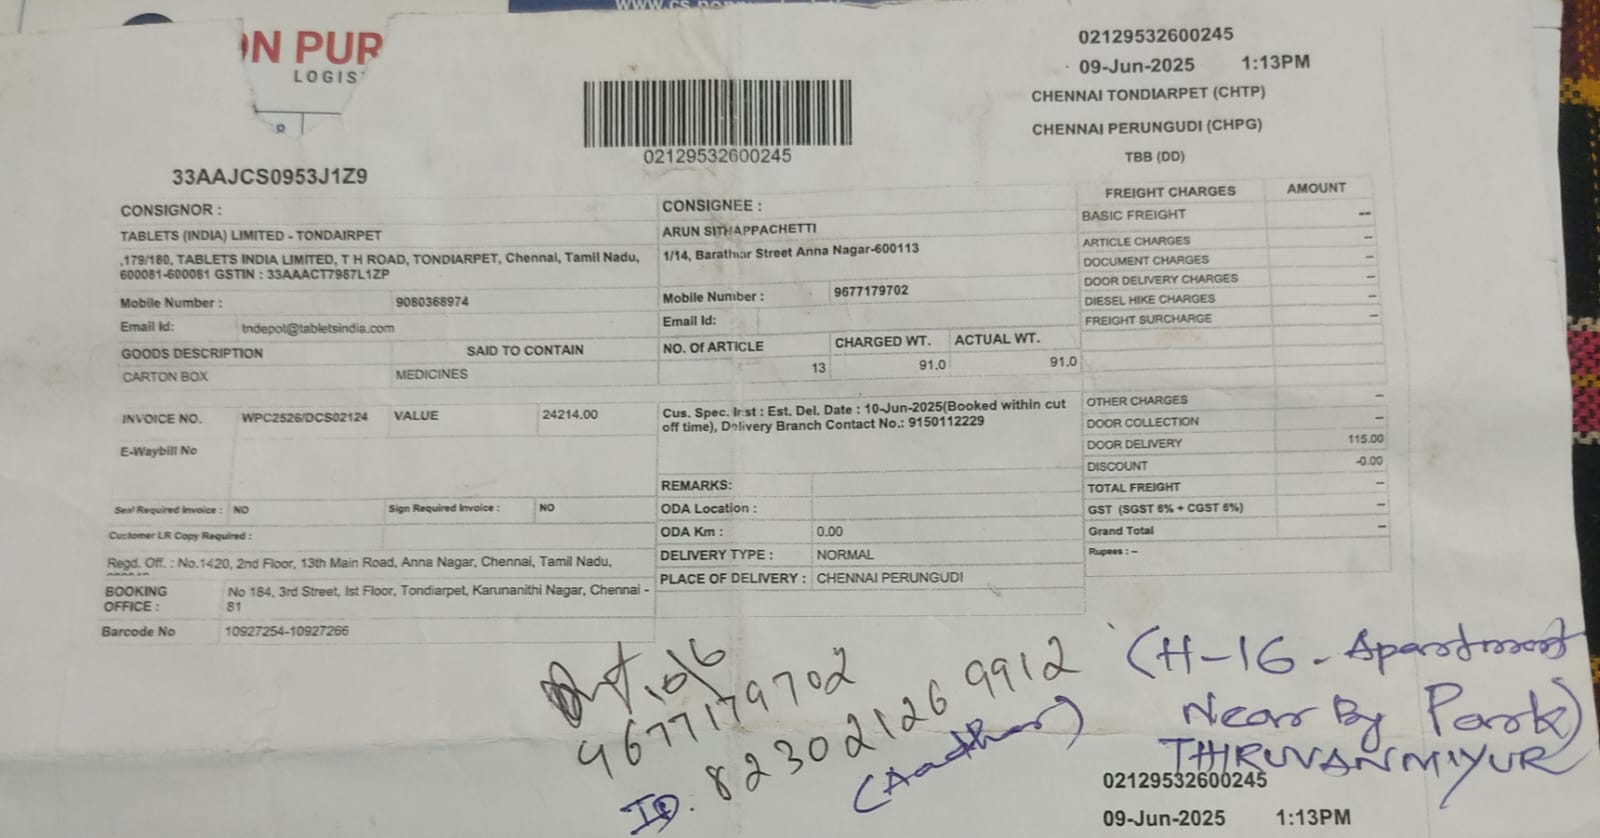 WWW.cs.
ON PUR
LOGIS
02129532600245
09-Jun-2025 1:13PM
CHENNAI TONDIARPET (CHTP)
CHENNAI PERUNGUDI (CHPG)
TBB (DD)
02129532600245
33AAJCS0953J1Z9
CONSIGNOR :
TABLETS (INDIA) LIMITED - TONDAIRPET
,179/180, TABLETS INDIA LIMITED, T H ROAD, TONDIARPET, Chennai, Tamil Nadu,
600081-600081 GSTIN : 33AAACT7987L1ZP
Mobile Number : 9080368974
Email Id: tndepot@tabletsindia.com
GOODS DESCRIPTION SAID TO CONTAIN
CARTON BOX MEDICINES
INVOICE NO. WPC2526/DCS02124 VALUE 24214.00
E-Waybill No
Seal Required Invoice : NO Sign Required Invoice : NO
Customer LR Copy Required :
Regd. Off. : No.1420, 2nd Floor, 13th Main Road, Anna Nagar, Chennai, Tamil Nadu,
BOOKING OFFICE : No 184, 3rd Street, Ist Floor, Tondiarpet, Karunanithi Nagar, Chennai -
81
Barcode No 10927254-10927266
CONSIGNEE :
ARUN SITHAPPACHETTI
1/14, Barathiar Street Anna Nagar-600113
Mobile Number : 9677179702
Email Id:
NO. Of ARTICLE CHARGED WT. ACTUAL WT.
13 91.0 91.0
Cus. Spec. Inst : Est. Del. Date : 10-Jun-2025(Booked within cut
off time), Delivery Branch Contact No.: 9150112229
REMARKS:
ODA Location :
ODA Km : 0.00
DELIVERY TYPE : NORMAL
PLACE OF DELIVERY : CHENNAI PERUNGUDI
FREIGHT CHARGES AMOUNT
BASIC FREIGHT --
ARTICLE CHARGES --
DOCUMENT CHARGES --
DOOR DELIVERY CHARGES --
DIESEL HIKE CHARGES --
FREIGHT SURCHARGE --
OTHER CHARGES --
DOOR COLLECTION --
DOOR DELIVERY 115.00
DISCOUNT -0.00
TOTAL FREIGHT --
GST (SGST 6% + CGST 6%) --
Grand Total --
Rupees : --
9677179702
ID. 823021269912
(Aadhar)
(H-16 - Apartment
Near By Park)
THIRUVANMIYUR
02129532600245
09-Jun-2025 1:13PM